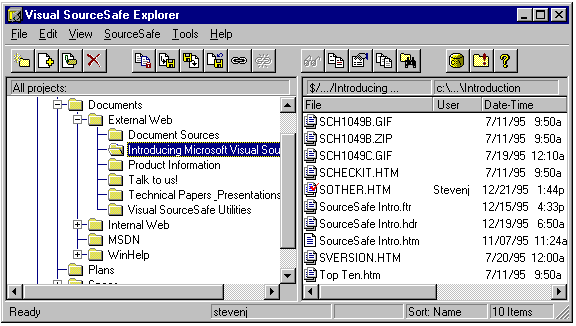 Visual SourceSafe Explorer
File Edit View SourceSafe Tools Help
All projects:
Documents
External Web
Document Sources
Introducing Microsoft Visual Sou
Product Information
Talk to us!
Technical Papers _Presentations
Visual SourceSafe Utilities
Internal Web
MSDN
WinHelp
Plans
$/.../Introducing ... c:\...\Introduction
File User Date-Time
SCH1049B.GIF 7/11/95 9:50a
SCH1049B.ZIP 7/11/95 9:50a
SCH1049C.GIF 7/19/95 12:10a
SCHECKIT.HTM 7/11/95 9:50a
SOTHER.HTM Stevenj 12/21/95 1:44p
SourceSafe Intro.ftr 12/15/95 4:33p
SourceSafe Intro.hdr 12/19/95 6:50a
SourceSafe Intro.htm 11/07/95 11:24a
SVERSION.HTM 7/20/95 12:00a
Top Ten.htm 7/11/95 9:50a
Ready stevenj Sort: Name 10 Items